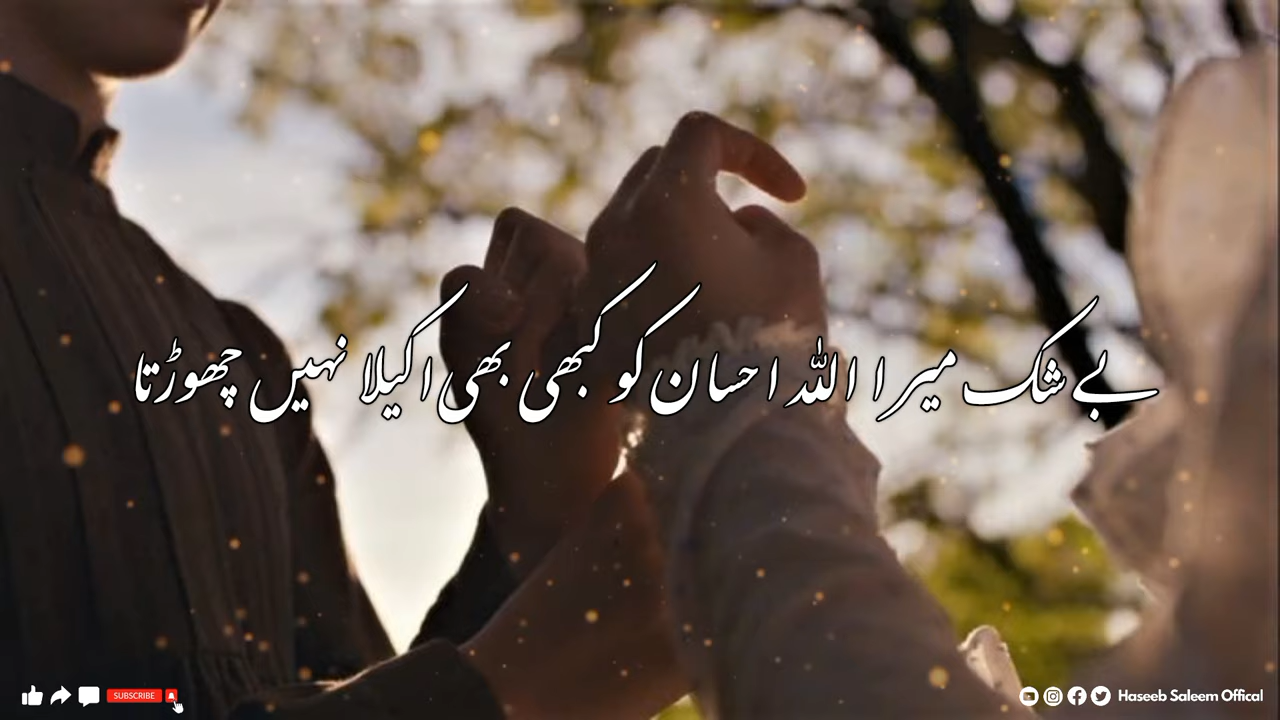 بے شک میرا اللہ احسان کو کبھی بھی اکیلا نہیں چھوڑتا
SUBSCRIBE
Haseeb Saleem Offical